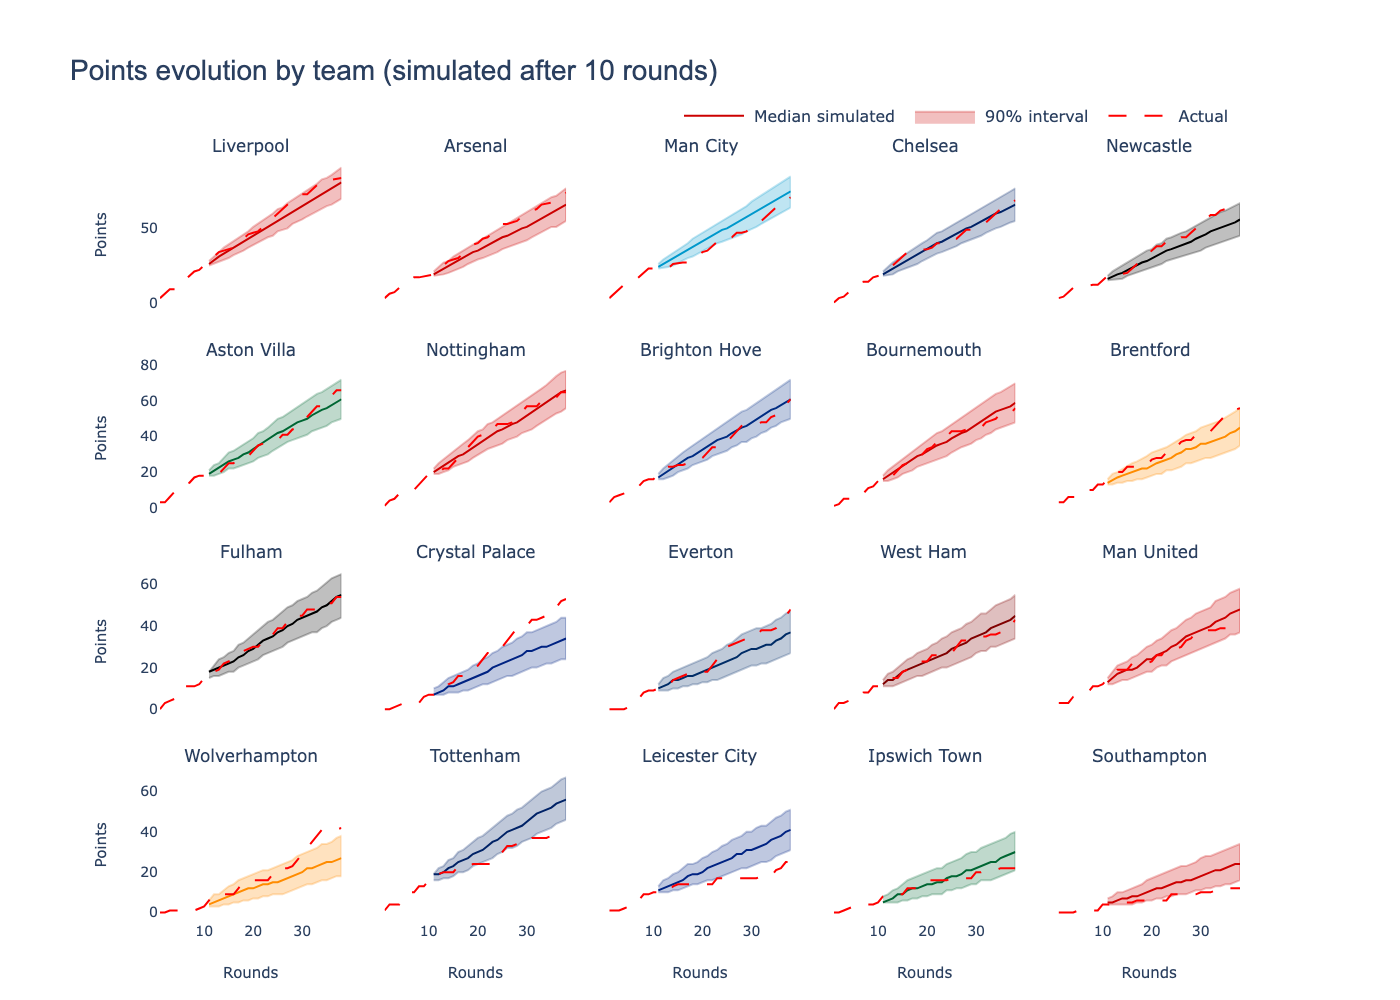 Points evolution by team (simulated after 10 rounds)
Median simulated 90% interval Actual
Liverpool Arsenal Man City Chelsea Newcastle
50
Points
0
Aston Villa Nottingham Brighton Hove Bournemouth Brentford
80
60
Points
40
20
0
Fulham Crystal Palace Everton West Ham Man United
60
40
Points
20
0
Wolverhampton Tottenham Leicester City Ipswich Town Southampton
60
Points
40
20
0
10 20 30 10 20 30 10 20 30 10 20 30 10 20 30
Rounds Rounds Rounds Rounds Rounds